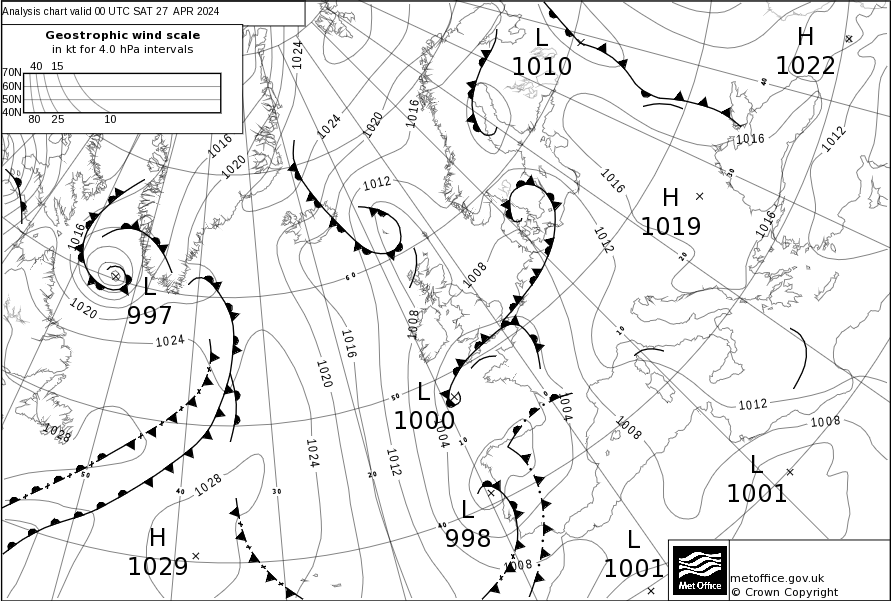 Analysis chart valid 00 UTC SAT 27 APR 2024
Geostrophic wind scale
in kt for 4.0 hPa intervals
40 15
70N
60N
50N
40N
80 25 10
L
1010
H
1022
H
1019
L
997
L
1000
L
998
H
1029
L
1001
L
1001
1024
1024
1020
1016
1016
1020
1012
1016
1016
1012
1016
1012
1008
1008
1016
1020
1024
1028
1016
1020
1024
1012
1004
1004
1008
1012
1008
1028
1008
40
30
20
10
60
50
0
10
20
30
40
50
40
Met Office
metoffice.gov.uk
© Crown Copyright